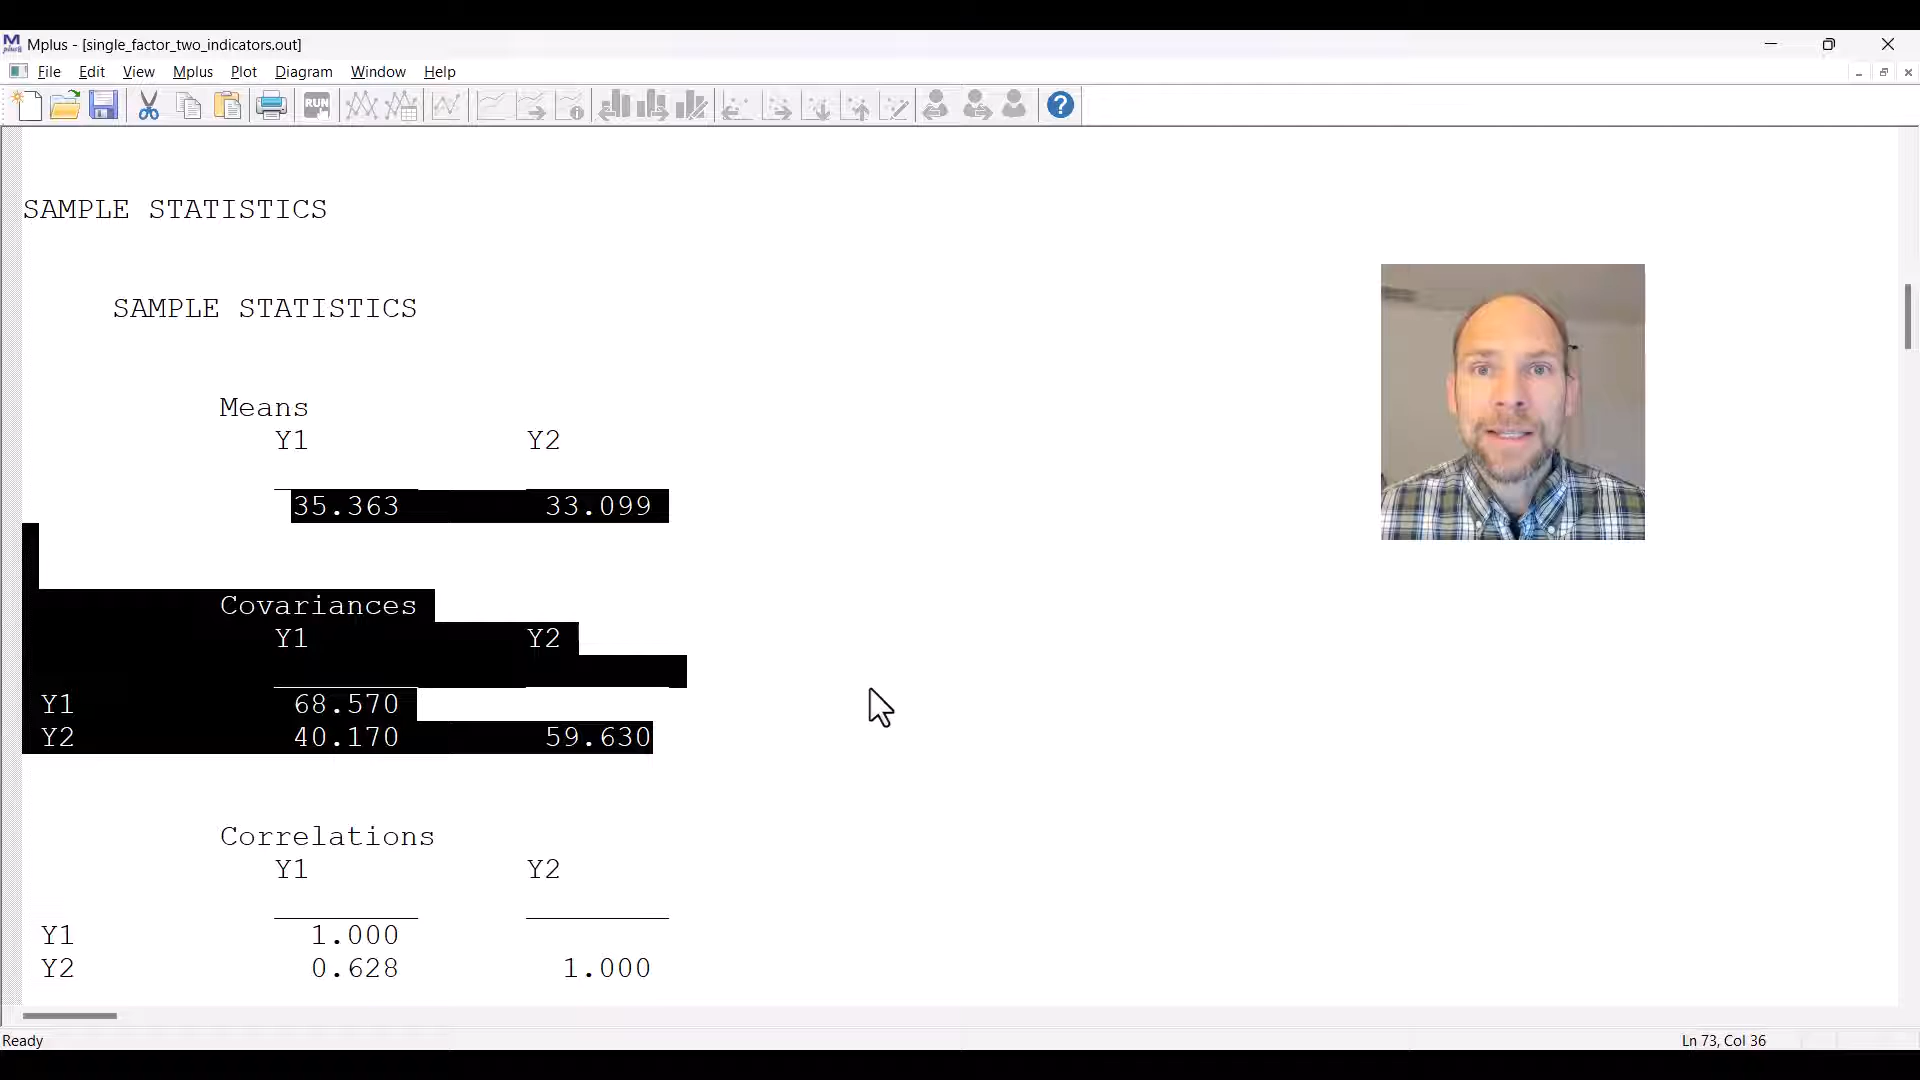 Mplus - [single_factor_two_indicators.out]
File Edit View Mplus Plot Diagram Window Help
RUN
SAMPLE STATISTICS
SAMPLE STATISTICS
Means
Y1 Y2
35.363 33.099
Covariances
Y1 Y2
Y1 68.570
Y2 40.170 59.630
Correlations
Y1 Y2
Y1 1.000
Y2 0.628 1.000
Ready Ln 73, Col 36